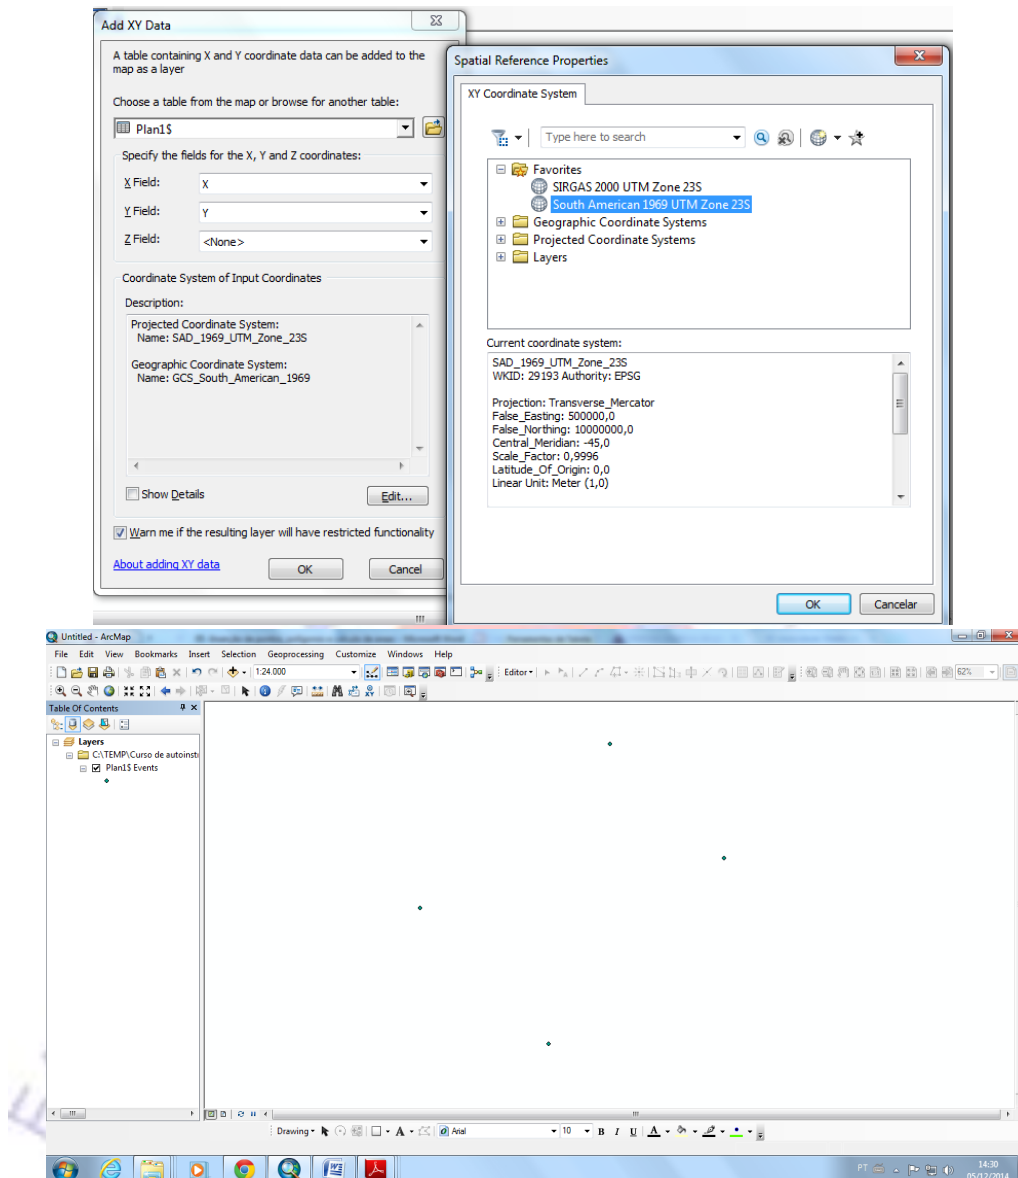 Add XY Data
A table containing X and Y coordinate data can be added to the
map as a layer
Choose a table from the map or browse for another table:
Plan1$
Specify the fields for the X, Y and Z coordinates:
X Field:
X
Y Field:
Y
Z Field:
<None>
Coordinate System of Input Coordinates
Description:
Projected Coordinate System:
Name: SAD_1969_UTM_Zone_23S
Geographic Coordinate System:
Name: GCS_South_American_1969
Show Details
Edit...
Warn me if the resulting layer will have restricted functionality
About adding XY data
OK
Cancel
Spatial Reference Properties
XY Coordinate System
Type here to search
Favorites
SIRGAS 2000 UTM Zone 23S
South American 1969 UTM Zone 23S
Geographic Coordinate Systems
Projected Coordinate Systems
Layers
Current coordinate system:
SAD_1969_UTM_Zone_23S
WKID: 29193 Authority: EPSG
Projection: Transverse_Mercator
False_Easting: 500000,0
False_Northing: 10000000,0
Central_Meridian: -45,0
Scale_Factor: 0,9996
Latitude_Of_Origin: 0,0
Linear Unit: Meter (1,0)
OK
Cancelar
Untitled - ArcMap
File Edit View Bookmarks Insert Selection Geoprocessing Customize Windows Help
1:24.000
Editor
62%
Table Of Contents
Layers
C:\TEMP\Curso de autoinst
Plan1$ Events
Drawing
A
Arial
10
B I U A
PT
14:30
05/12/2014